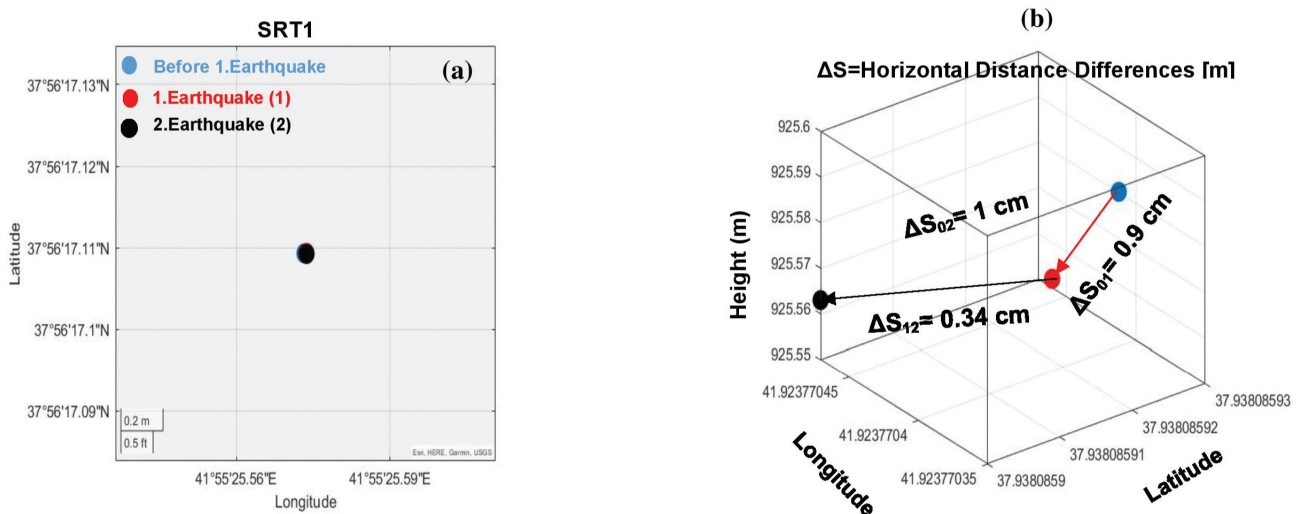 SRT1
(a)
Before 1.Earthquake
1.Earthquake (1)
2.Earthquake (2)
37°56'17.13"N
37°56'17.12"N
37°56'17.11"N
37°56'17.1"N
37°56'17.09"N
Latitude
0.2 m
0.5 ft
Esri, HERE, Garmin, USGS
41°55'25.56"E
41°55'25.59"E
Longitude
(b)
ΔS=Horizontal Distance Differences [m]
925.6
925.59
925.58
925.57
925.56
925.55
Height (m)
ΔS02= 1 cm
ΔS01= 0.9 cm
ΔS12= 0.34 cm
41.92377045
41.9237704
41.92377035
Longitude
37.93808593
37.93808592
37.93808591
37.9380859
Latitude